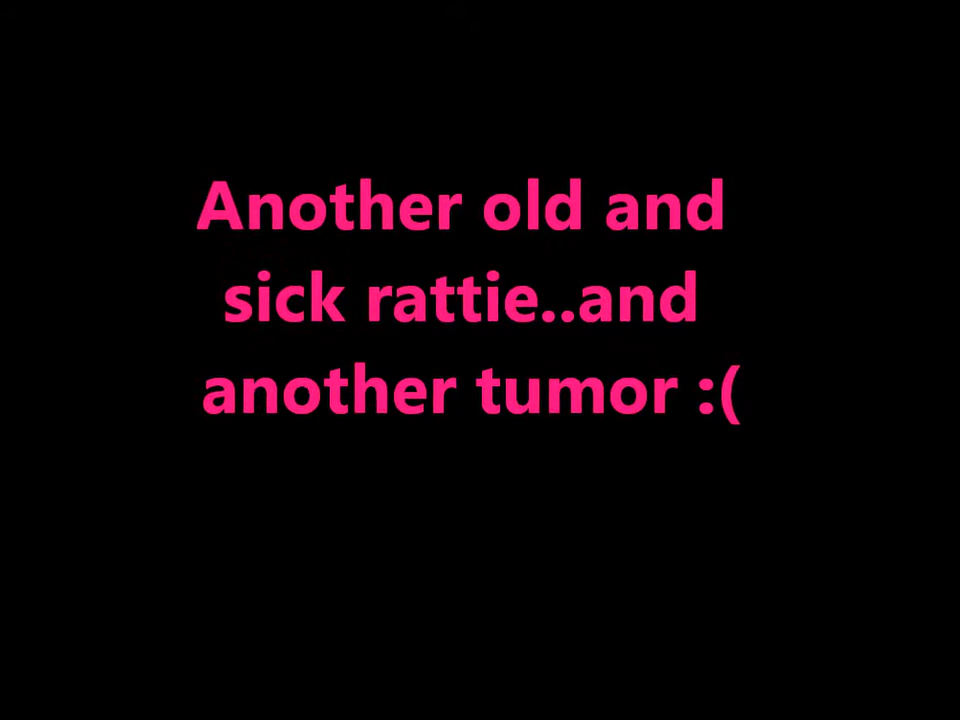 Another old and
sick rattie..and
another tumor :(